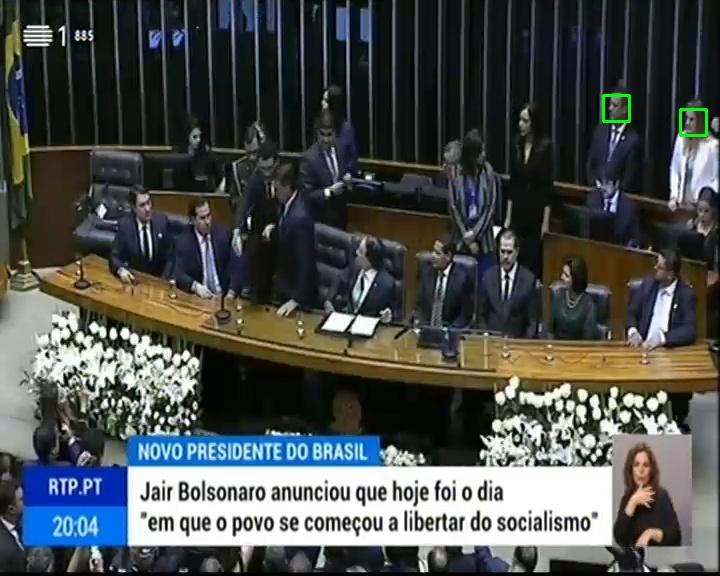 1 885
NOVO PRESIDENTE DO BRASIL
RTP.PT
Jair Bolsonaro anunciou que hoje foi o dia
20:04
"em que o povo se começou a libertar do socialismo"